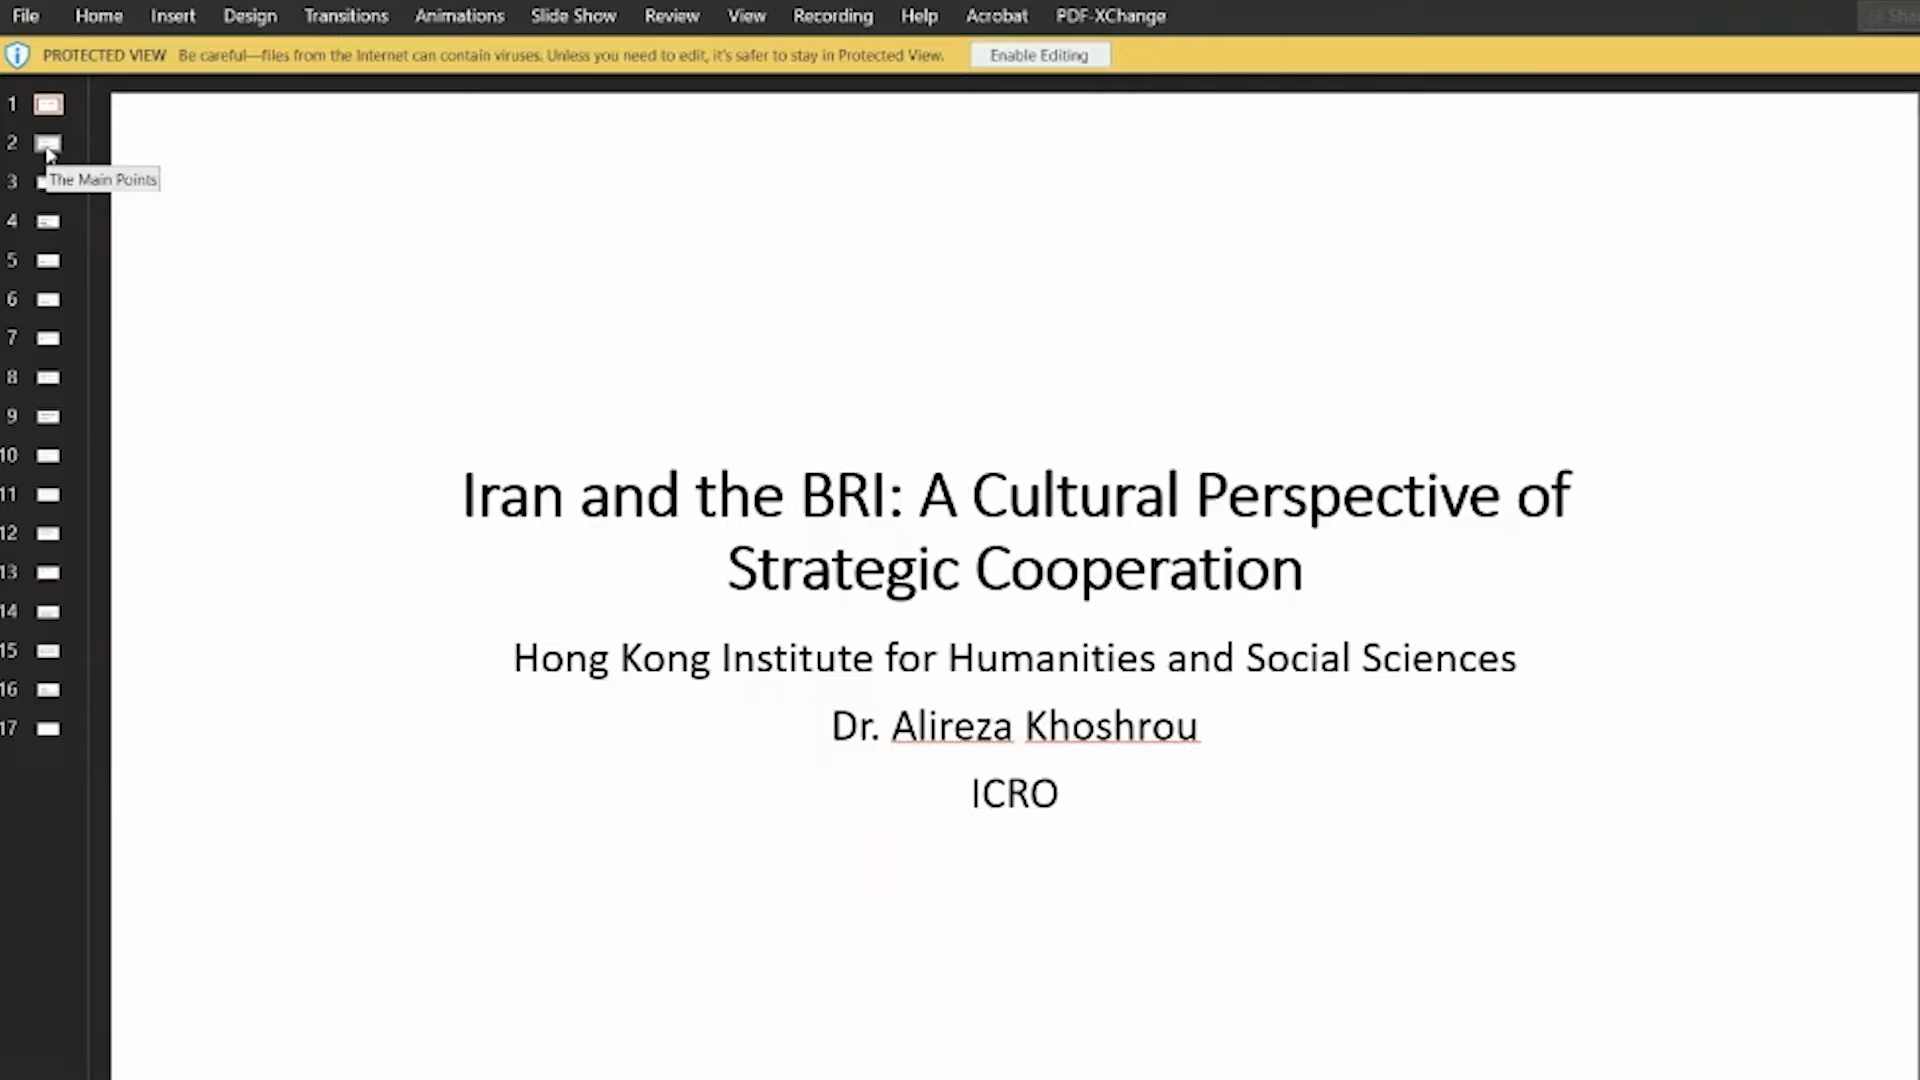 File Home Insert Design Transitions Animations Slide Show Review View Recording Help Acrobat PDF-XChange
PROTECTED VIEW Be careful—files from the Internet can contain viruses. Unless you need to edit, it's safer to stay in Protected View. Enable Editing
1
2
The Main Points
3
4
5
6
7
8
9
10
11
12
13
14
15
16
17
Iran and the BRI: A Cultural Perspective of
Strategic Cooperation
Hong Kong Institute for Humanities and Social Sciences
Dr. Alireza Khoshrou
ICRO